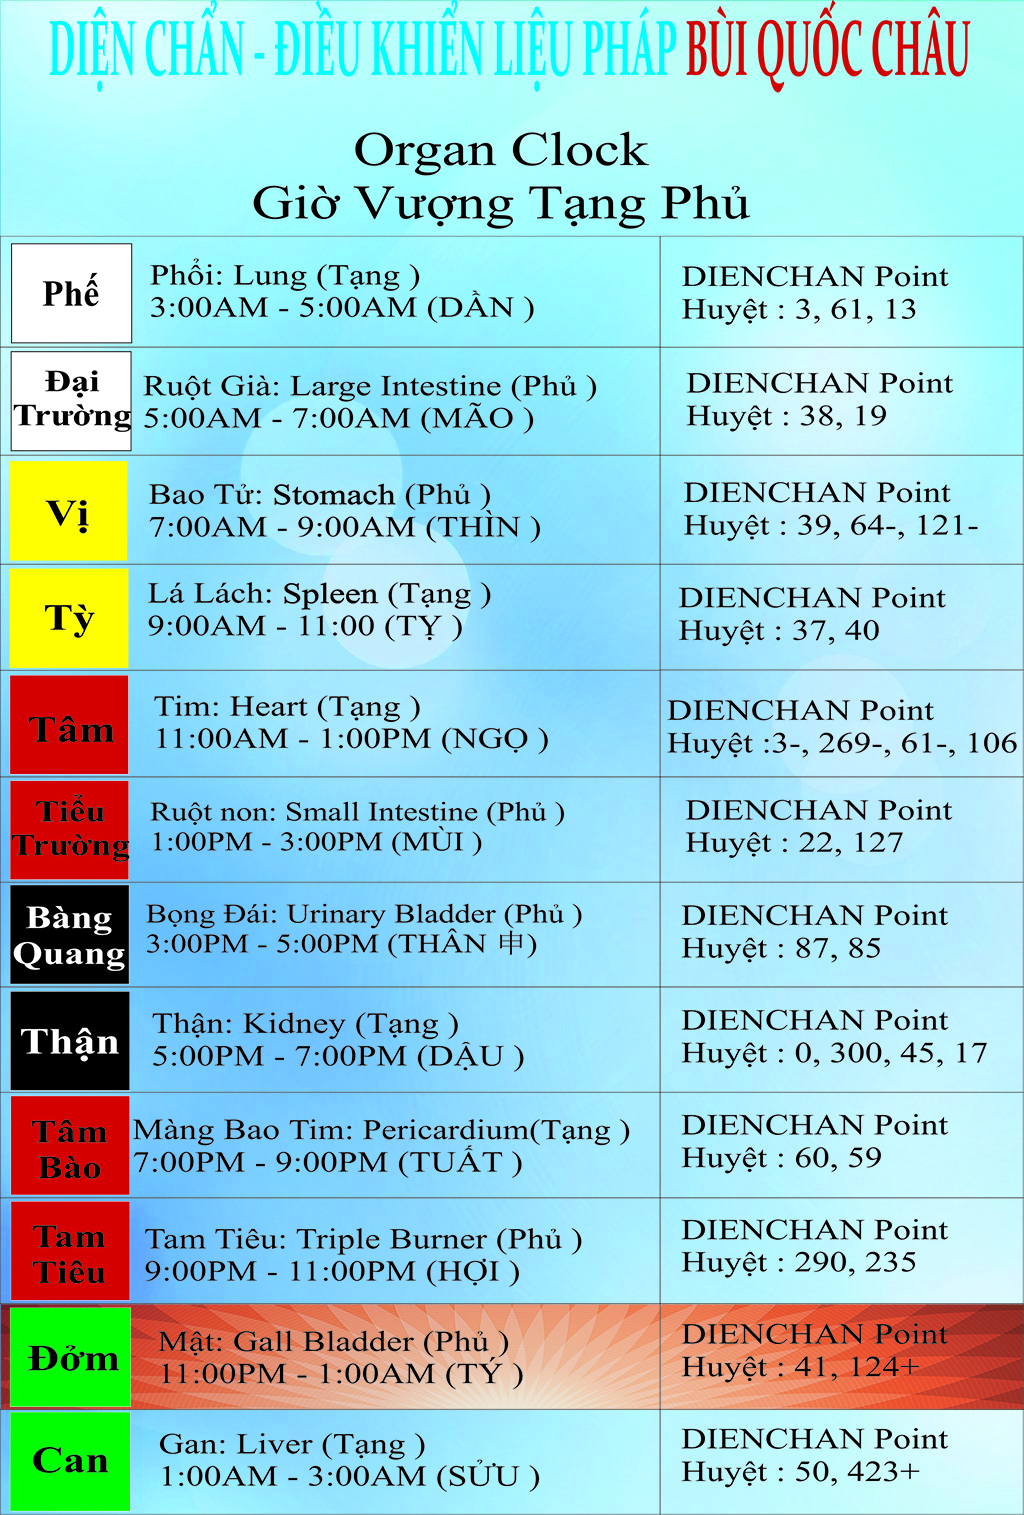 DIỆN CHẨN - ĐIỀU KHIỂN LIỆU PHÁP BÙI QUỐC CHÂU
Organ Clock
Giờ Vượng Tạng Phủ
Phế
Phổi: Lung (Tạng )
3:00AM - 5:00AM (DẦN )
DIENCHAN Point
Huyệt : 3, 61, 13
Đại
Trường
Ruột Già: Large Intestine (Phủ )
5:00AM - 7:00AM (MÃO )
DIENCHAN Point
Huyệt : 38, 19
Vị
Bao Tử: Stomach (Phủ )
7:00AM - 9:00AM (THÌN )
DIENCHAN Point
Huyệt : 39, 64-, 121-
Tỳ
Lá Lách: Spleen (Tạng )
9:00AM - 11:00 (TỴ )
DIENCHAN Point
Huyệt : 37, 40
Tâm
Tim: Heart (Tạng )
11:00AM - 1:00PM (NGỌ )
DIENCHAN Point
Huyệt :3-, 269-, 61-, 106
Tiểu
Trường
Ruột non: Small Intestine (Phủ )
1:00PM - 3:00PM (MÙI )
DIENCHAN Point
Huyệt : 22, 127
Bàng
Quang
Bọng Đái: Urinary Bladder (Phủ )
3:00PM - 5:00PM (THÂN 申)
DIENCHAN Point
Huyệt : 87, 85
Thận
Thận: Kidney (Tạng )
5:00PM - 7:00PM (DẬU )
DIENCHAN Point
Huyệt : 0, 300, 45, 17
Tâm
Bào
Màng Bao Tim: Pericardium(Tạng )
7:00PM - 9:00PM (TUẤT )
DIENCHAN Point
Huyệt : 60, 59
Tam
Tiêu
Tam Tiêu: Triple Burner (Phủ )
9:00PM - 11:00PM (HỢI )
DIENCHAN Point
Huyệt : 290, 235
Đởm
Mật: Gall Bladder (Phủ )
11:00PM - 1:00AM (TÝ )
DIENCHAN Point
Huyệt : 41, 124+
Can
Gan: Liver (Tạng )
1:00AM - 3:00AM (SỬU )
DIENCHAN Point
Huyệt : 50, 423+